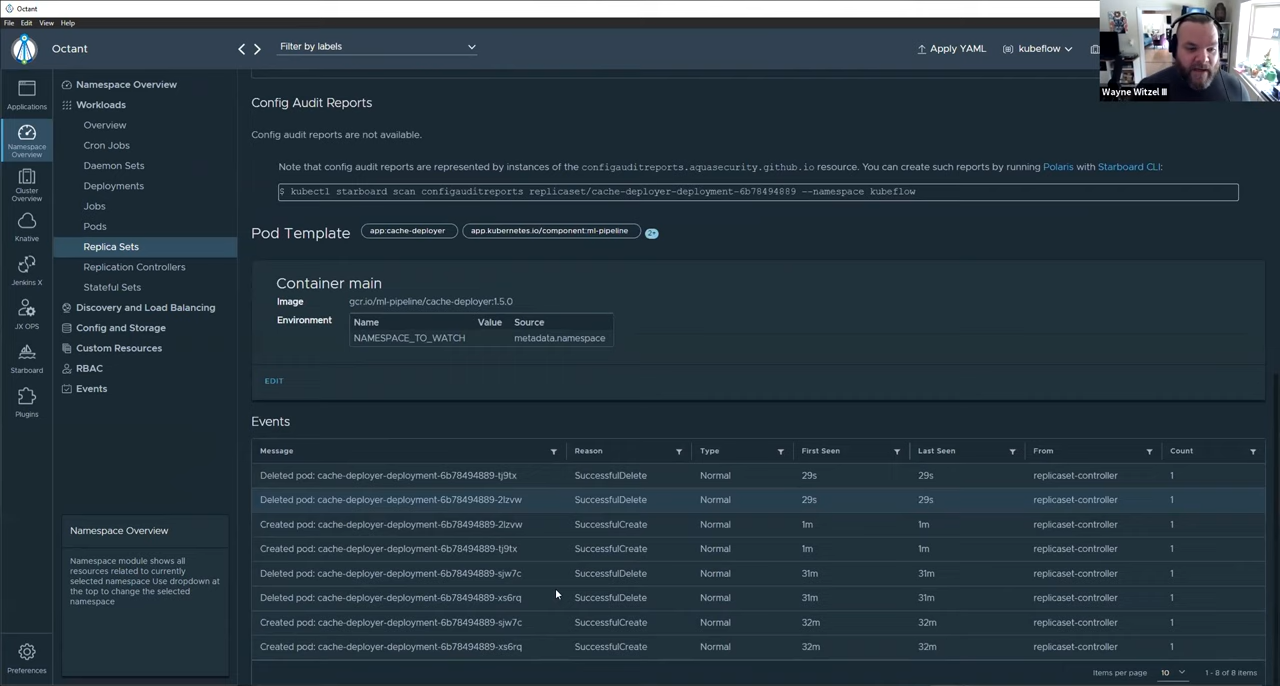 Octant
File Edit View Help
Octant
Filter by labels
Apply YAML
kubeflow
Wayne Witzel III
Applications
Namespace Overview
Cluster Overview
Knative
Jenkins X
JX OPS
Starboard
Plugins
Preferences
Namespace Overview
Workloads
Overview
Cron Jobs
Daemon Sets
Deployments
Jobs
Pods
Replica Sets
Replication Controllers
Stateful Sets
Discovery and Load Balancing
Config and Storage
Custom Resources
RBAC
Events
Namespace Overview
Namespace module shows all
resources related to currently
selected namespace Use dropdown at
the top to change the selected
namespace
Config Audit Reports
Config audit reports are not available.
Note that config audit reports are represented by instances of the configauditreports.aquasecurity.github.io resource. You can create such reports by running Polaris with Starboard CLI:
$ kubectl starboard scan configauditreports replicaset/cache-deployer-deployment-6b78494889 --namespace kubeflow
Pod Template app:cache-deployer app.kubernetes.io/component:ml-pipeline 2+
Container main
Image gcr.io/ml-pipeline/cache-deployer:1.5.0
Environment Name Value Source
NAMESPACE_TO_WATCH metadata.namespace
EDIT
Events
Message Reason Type First Seen Last Seen From Count
Deleted pod: cache-deployer-deployment-6b78494889-tj9tx SuccessfulDelete Normal 29s 29s replicaset-controller 1
Deleted pod: cache-deployer-deployment-6b78494889-2lzvw SuccessfulDelete Normal 29s 29s replicaset-controller 1
Created pod: cache-deployer-deployment-6b78494889-2lzvw SuccessfulCreate Normal 1m 1m replicaset-controller 1
Created pod: cache-deployer-deployment-6b78494889-tj9tx SuccessfulCreate Normal 1m 1m replicaset-controller 1
Deleted pod: cache-deployer-deployment-6b78494889-sjw7c SuccessfulDelete Normal 31m 31m replicaset-controller 1
Deleted pod: cache-deployer-deployment-6b78494889-xs6rq SuccessfulDelete Normal 31m 31m replicaset-controller 1
Created pod: cache-deployer-deployment-6b78494889-sjw7c SuccessfulCreate Normal 32m 32m replicaset-controller 1
Created pod: cache-deployer-deployment-6b78494889-xs6rq SuccessfulCreate Normal 32m 32m replicaset-controller 1
Items per page 10 1 - 8 of 8 items